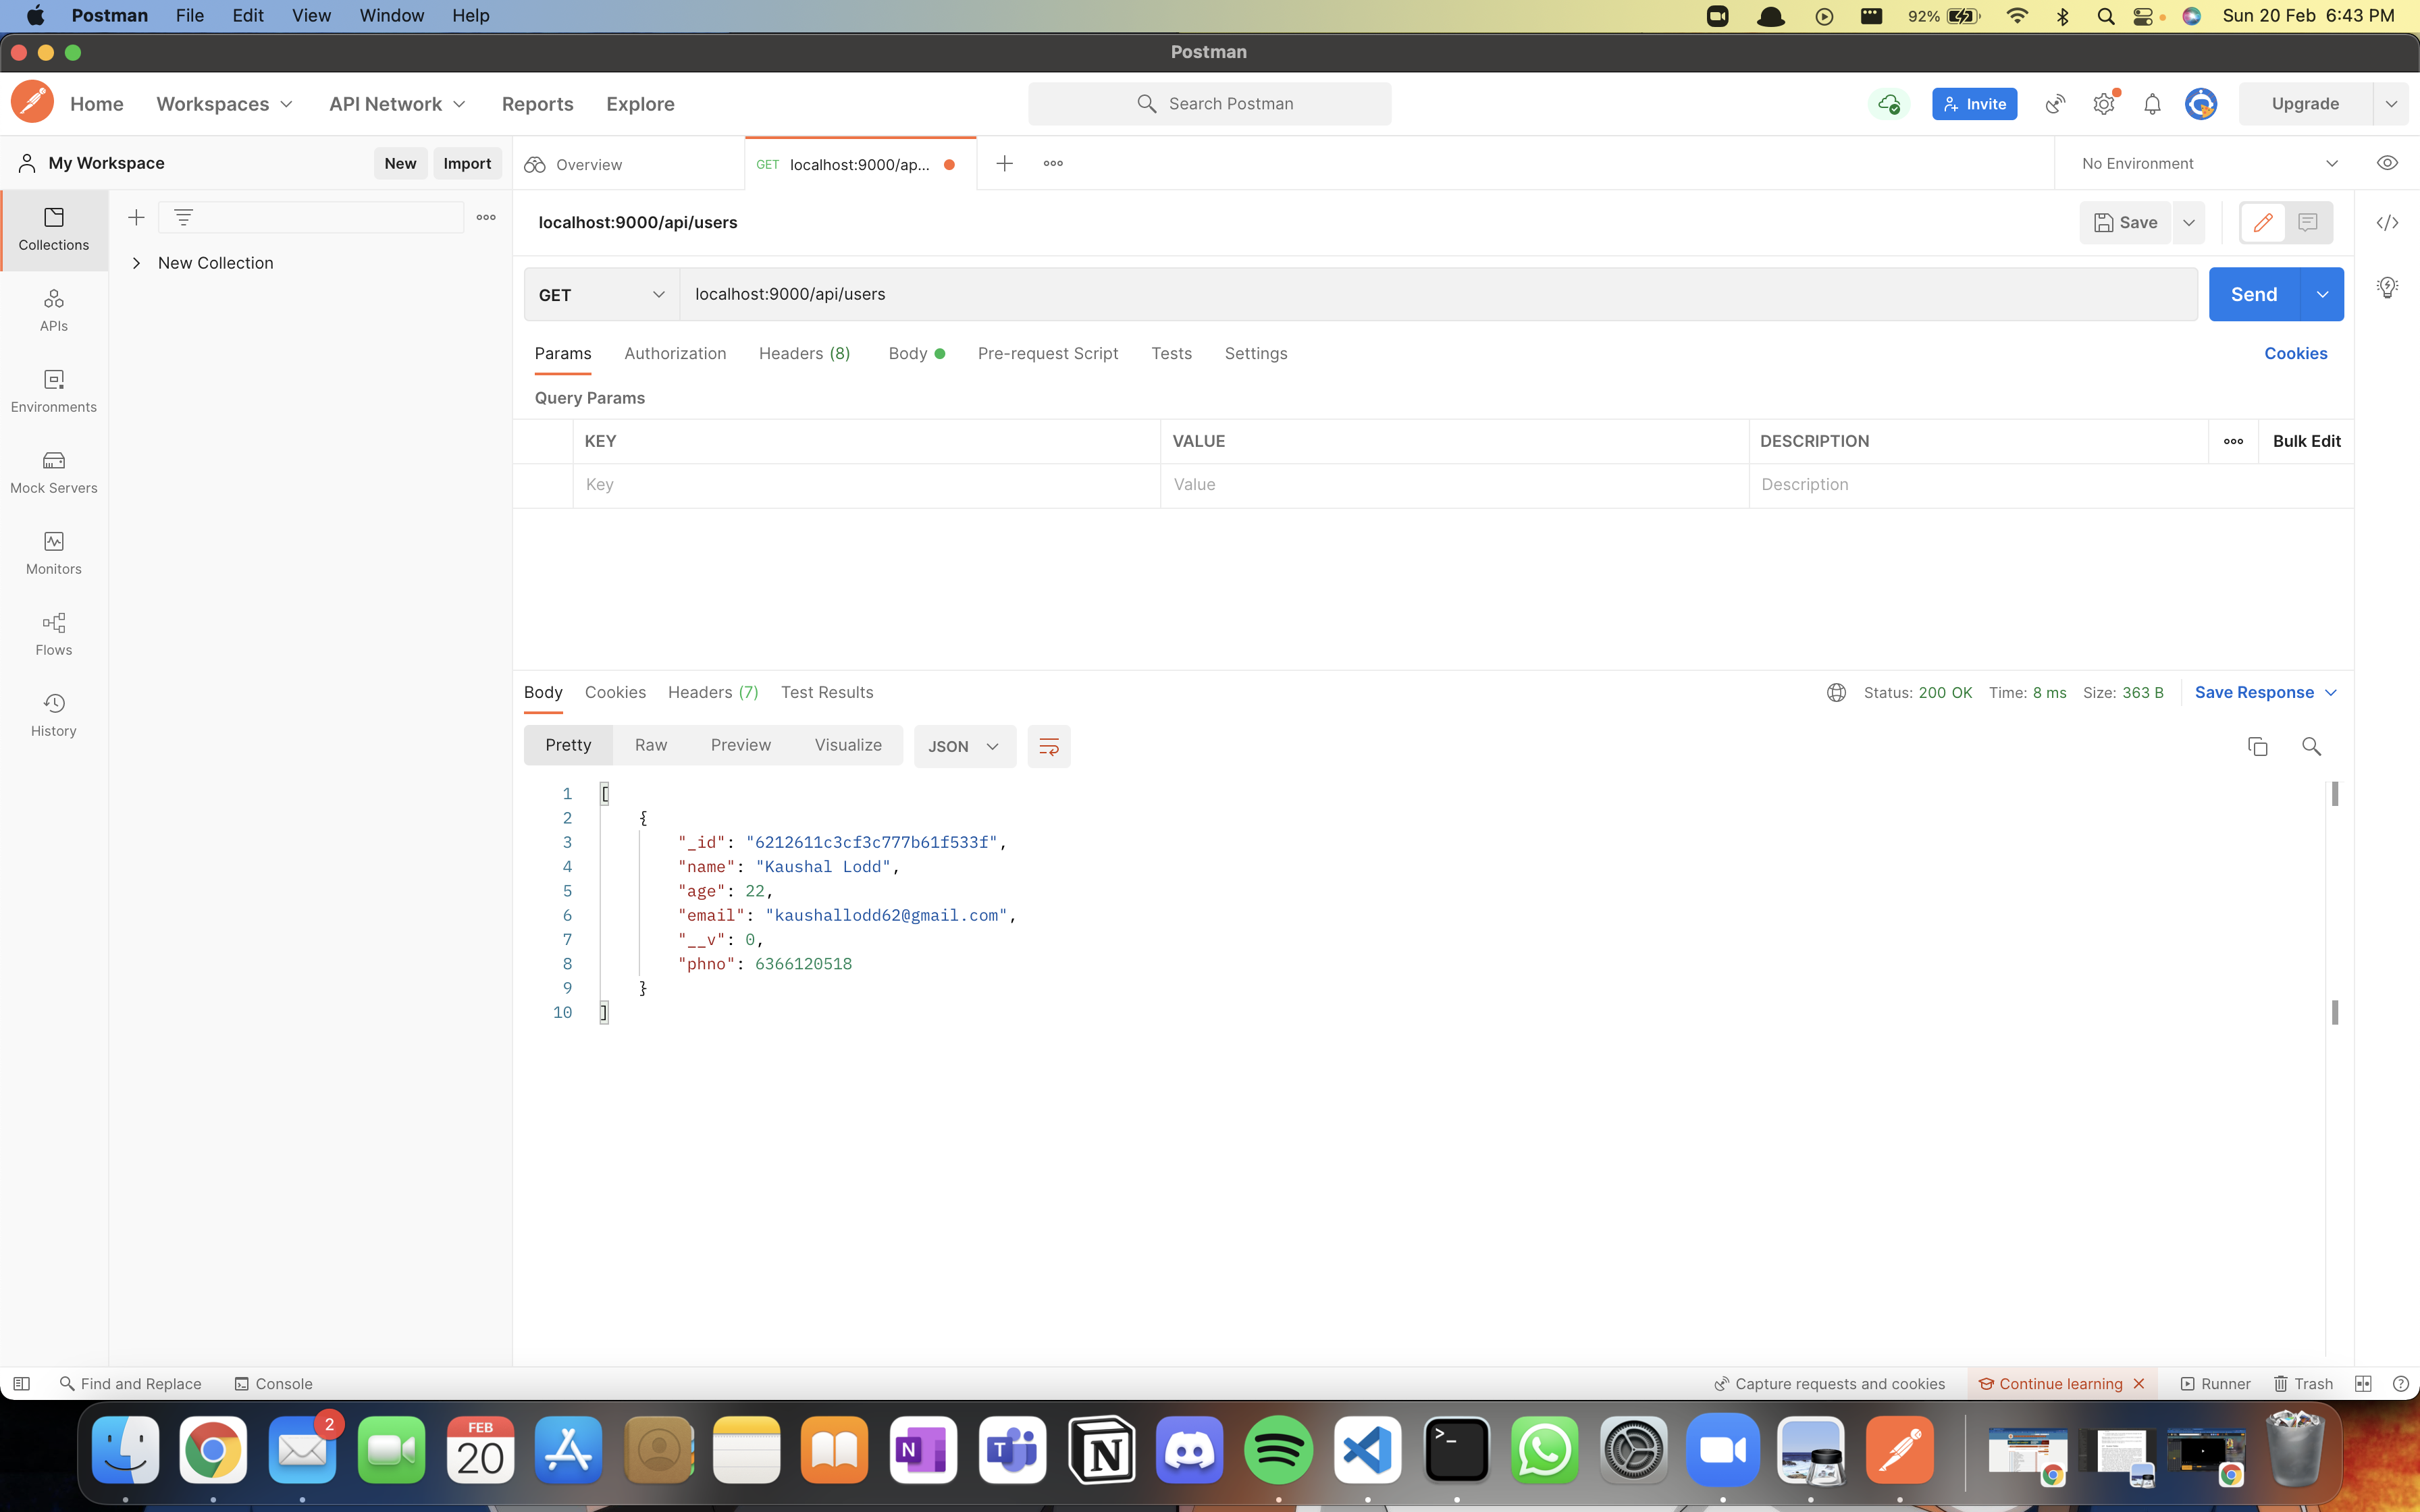 Postman File Edit View Window Help 92% Sun 20 Feb 6:43 PM
Postman
Home Workspaces API Network Reports Explore Search Postman Invite Upgrade
My Workspace New Import Overview GET localhost:9000/ap... No Environment
Collections
New Collection
APIs
Environments
Mock Servers
Monitors
Flows
History
localhost:9000/api/users Save
GET localhost:9000/api/users Send
Params Authorization Headers (8) Body Pre-request Script Tests Settings Cookies
Query Params
KEY VALUE DESCRIPTION Bulk Edit
Key Value Description
Body Cookies Headers (7) Test Results Status: 200 OK Time: 8 ms Size: 363 B Save Response
Pretty Raw Preview Visualize JSON
1 [
2 {
3 "_id": "6212611c3cf3c777b61f533f",
4 "name": "Kaushal Lodd",
5 "age": 22,
6 "email": "kaushallodd62@gmail.com",
7 "__v": 0,
8 "phno": 6366120518
9 }
10 ]
Find and Replace Console Capture requests and cookies Continue learning Runner Trash
2
FEB
20